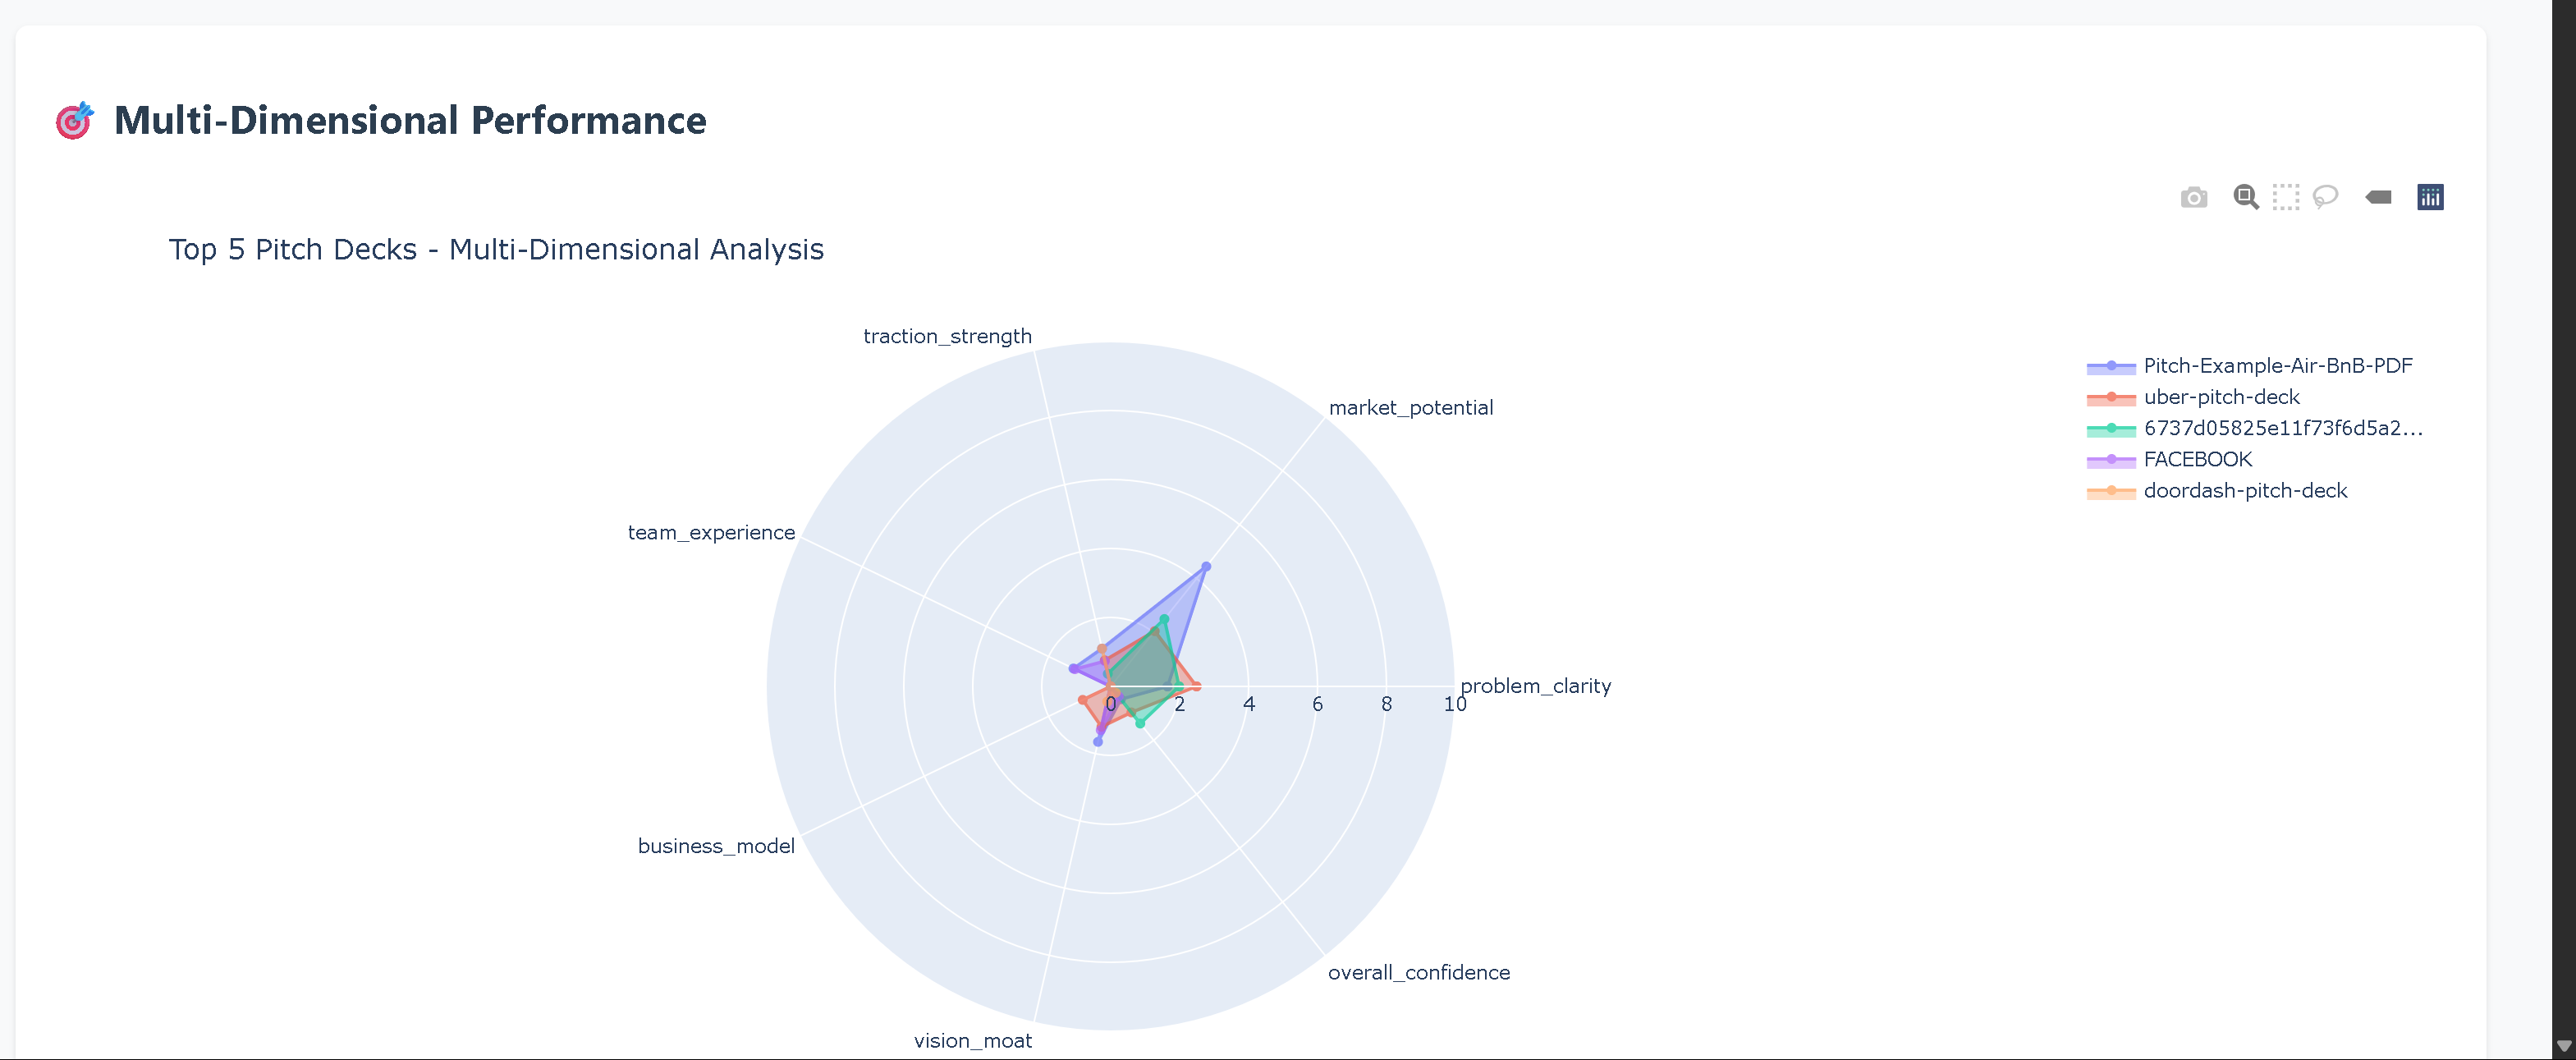 Multi-Dimensional Performance
Top 5 Pitch Decks - Multi-Dimensional Analysis
traction_strength
market_potential
team_experience
problem_clarity
0 2 4 6 8 10
business_model
overall_confidence
vision_moat
Pitch-Example-Air-BnB-PDF
uber-pitch-deck
6737d05825e11f73f6d5a2...
FACEBOOK
doordash-pitch-deck